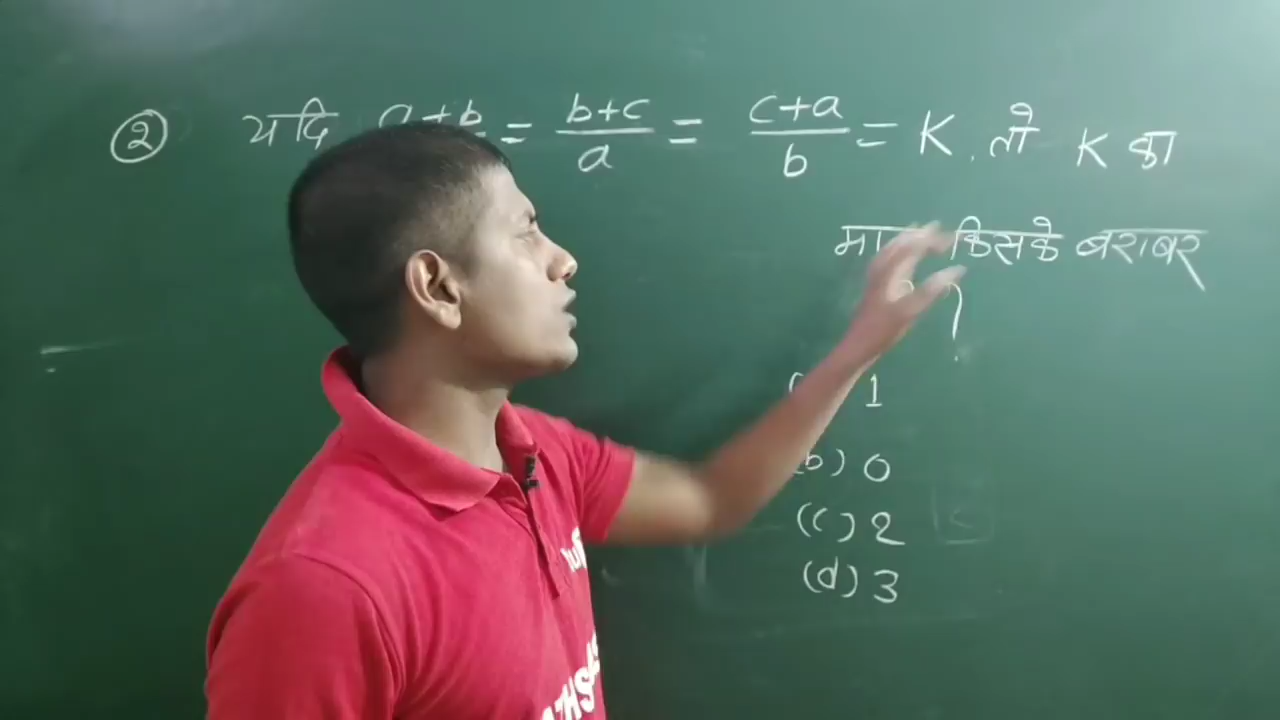 ② यदि a+b = b+c/a = c+a/b = K, तो K का
किसके बराबर
?
1
(b) 0
(c) 2
(d) 3